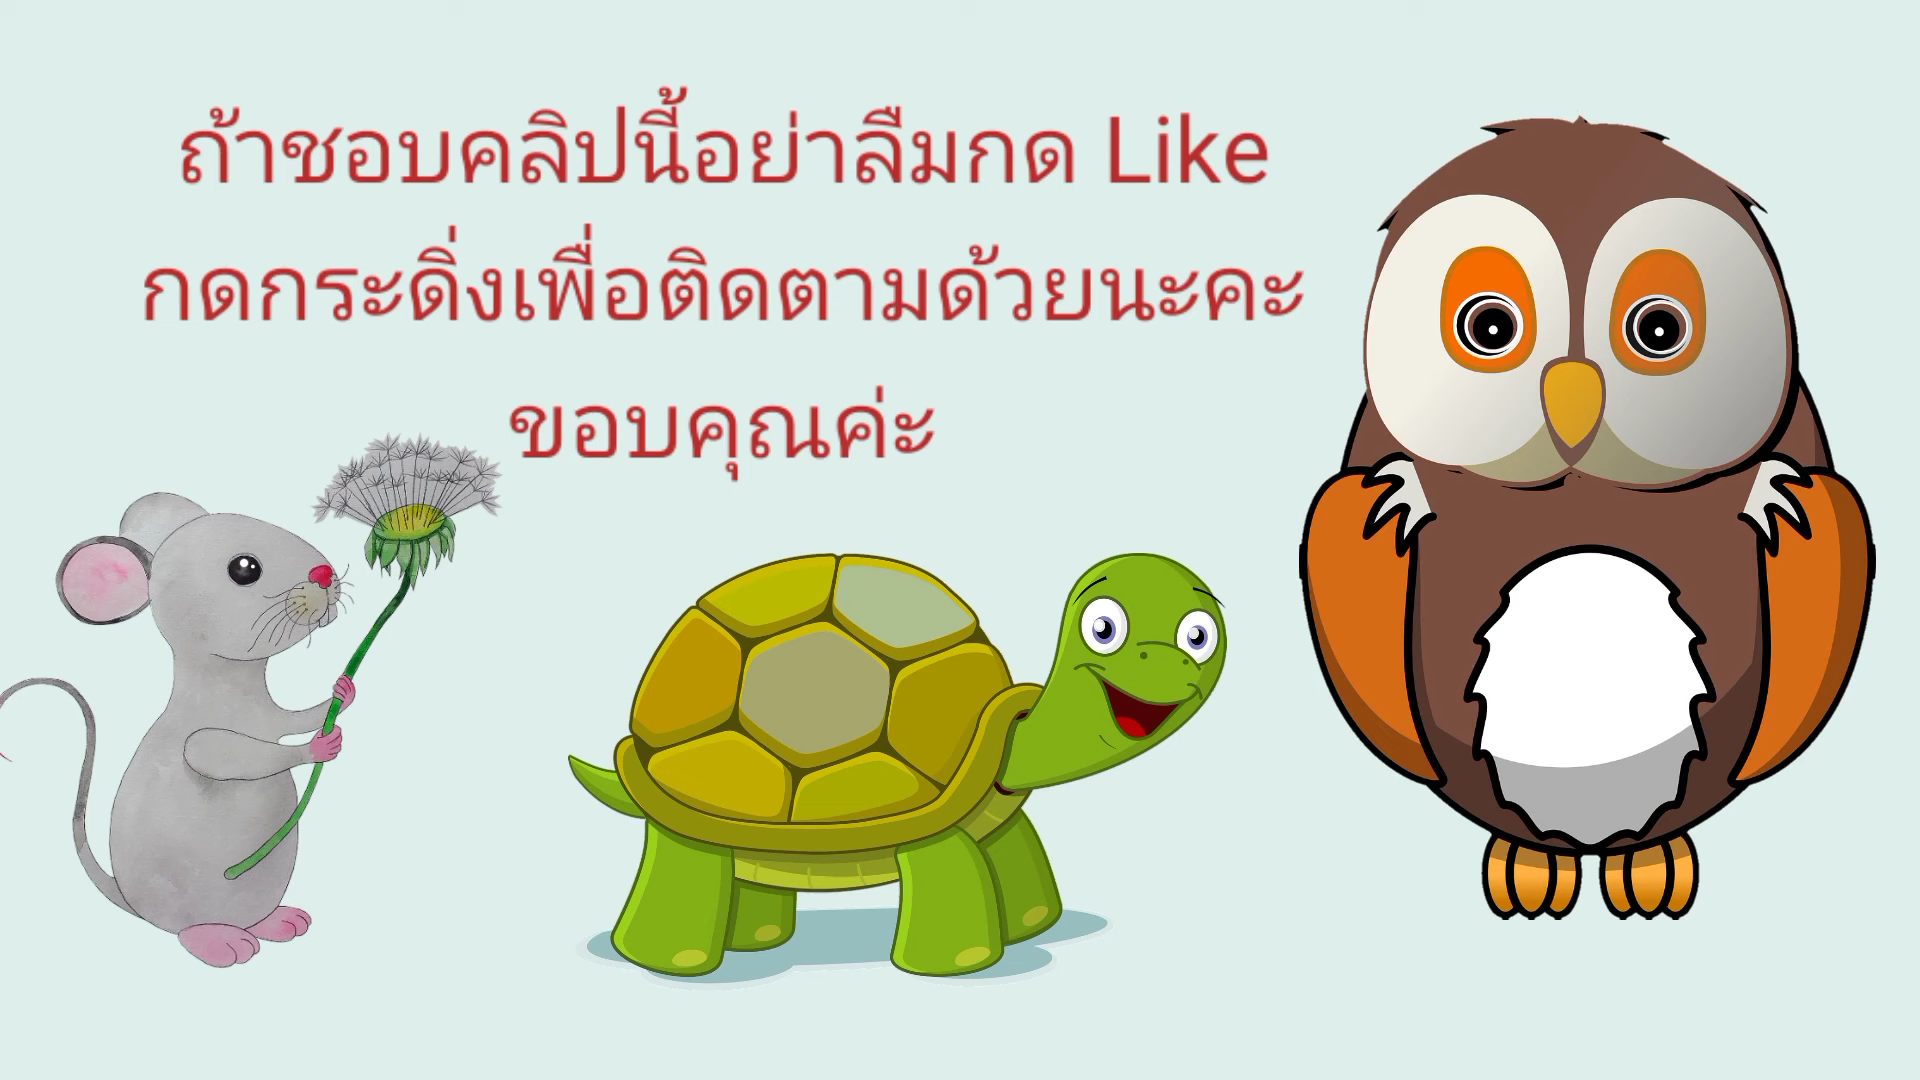 ถ้าชอบคลิปนี้อย่าลืมกด Like
กดกระดิ่งเพื่อติดตามด้วยนะคะ
ขอบคุณค่ะ